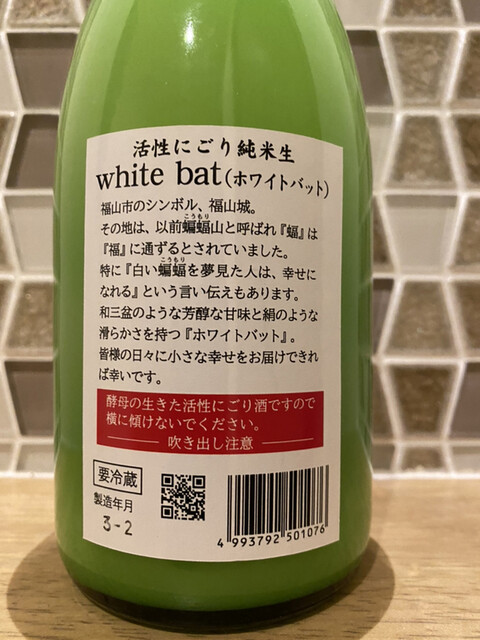 活性にごり純米生
white bat(ホワイトバット)
福山市のシンボル、福山城。
こうもり
その地は、以前蝙蝠山と呼ばれ『蝠』は
『福』に通ずるとされていました。
こうもり
特に『白い蝙蝠を夢見た人は、幸せに
なれる』という言い伝えもあります。
和三盆のような芳醇な甘味と絹のような
滑らかさを持つ『ホワイトバット』。
皆様の日々に小さな幸せをお届けできれ
ば幸いです。
酵母の生きた活性にごり酒ですので
横に傾けないでください。
吹き出し注意
要冷蔵
製造年月
3-2
4 993792 501076